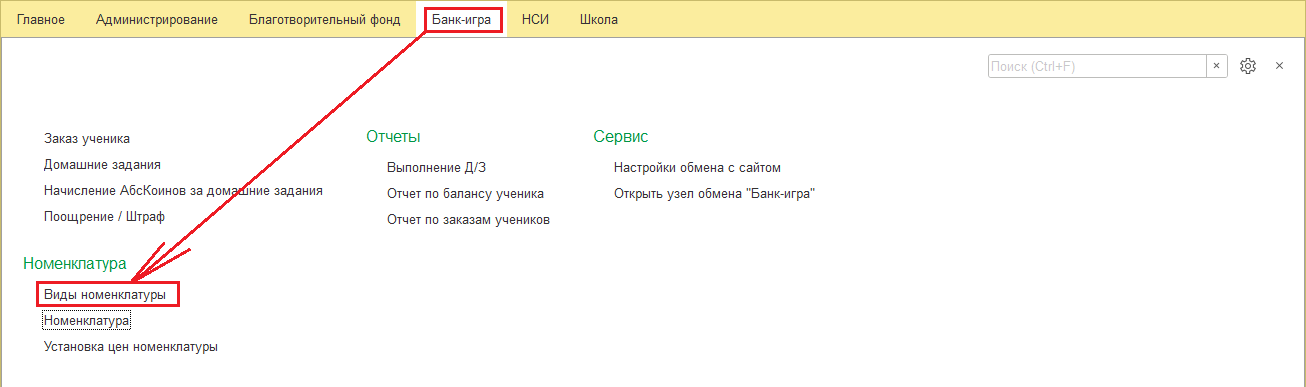 Главное Администрирование Благотворительный фонд Банк-игра НСИ Школа
Поиск (Ctrl+F)
Заказ ученика
Домашние задания
Начисление АбсКоинов за домашние задания
Поощрение / Штраф
Отчеты
Выполнение Д/З
Отчет по балансу ученика
Отчет по заказам учеников
Сервис
Настройки обмена с сайтом
Открыть узел обмена "Банк-игра"
Номенклатура
Виды номенклатуры
Номенклатура
Установка цен номенклатуры